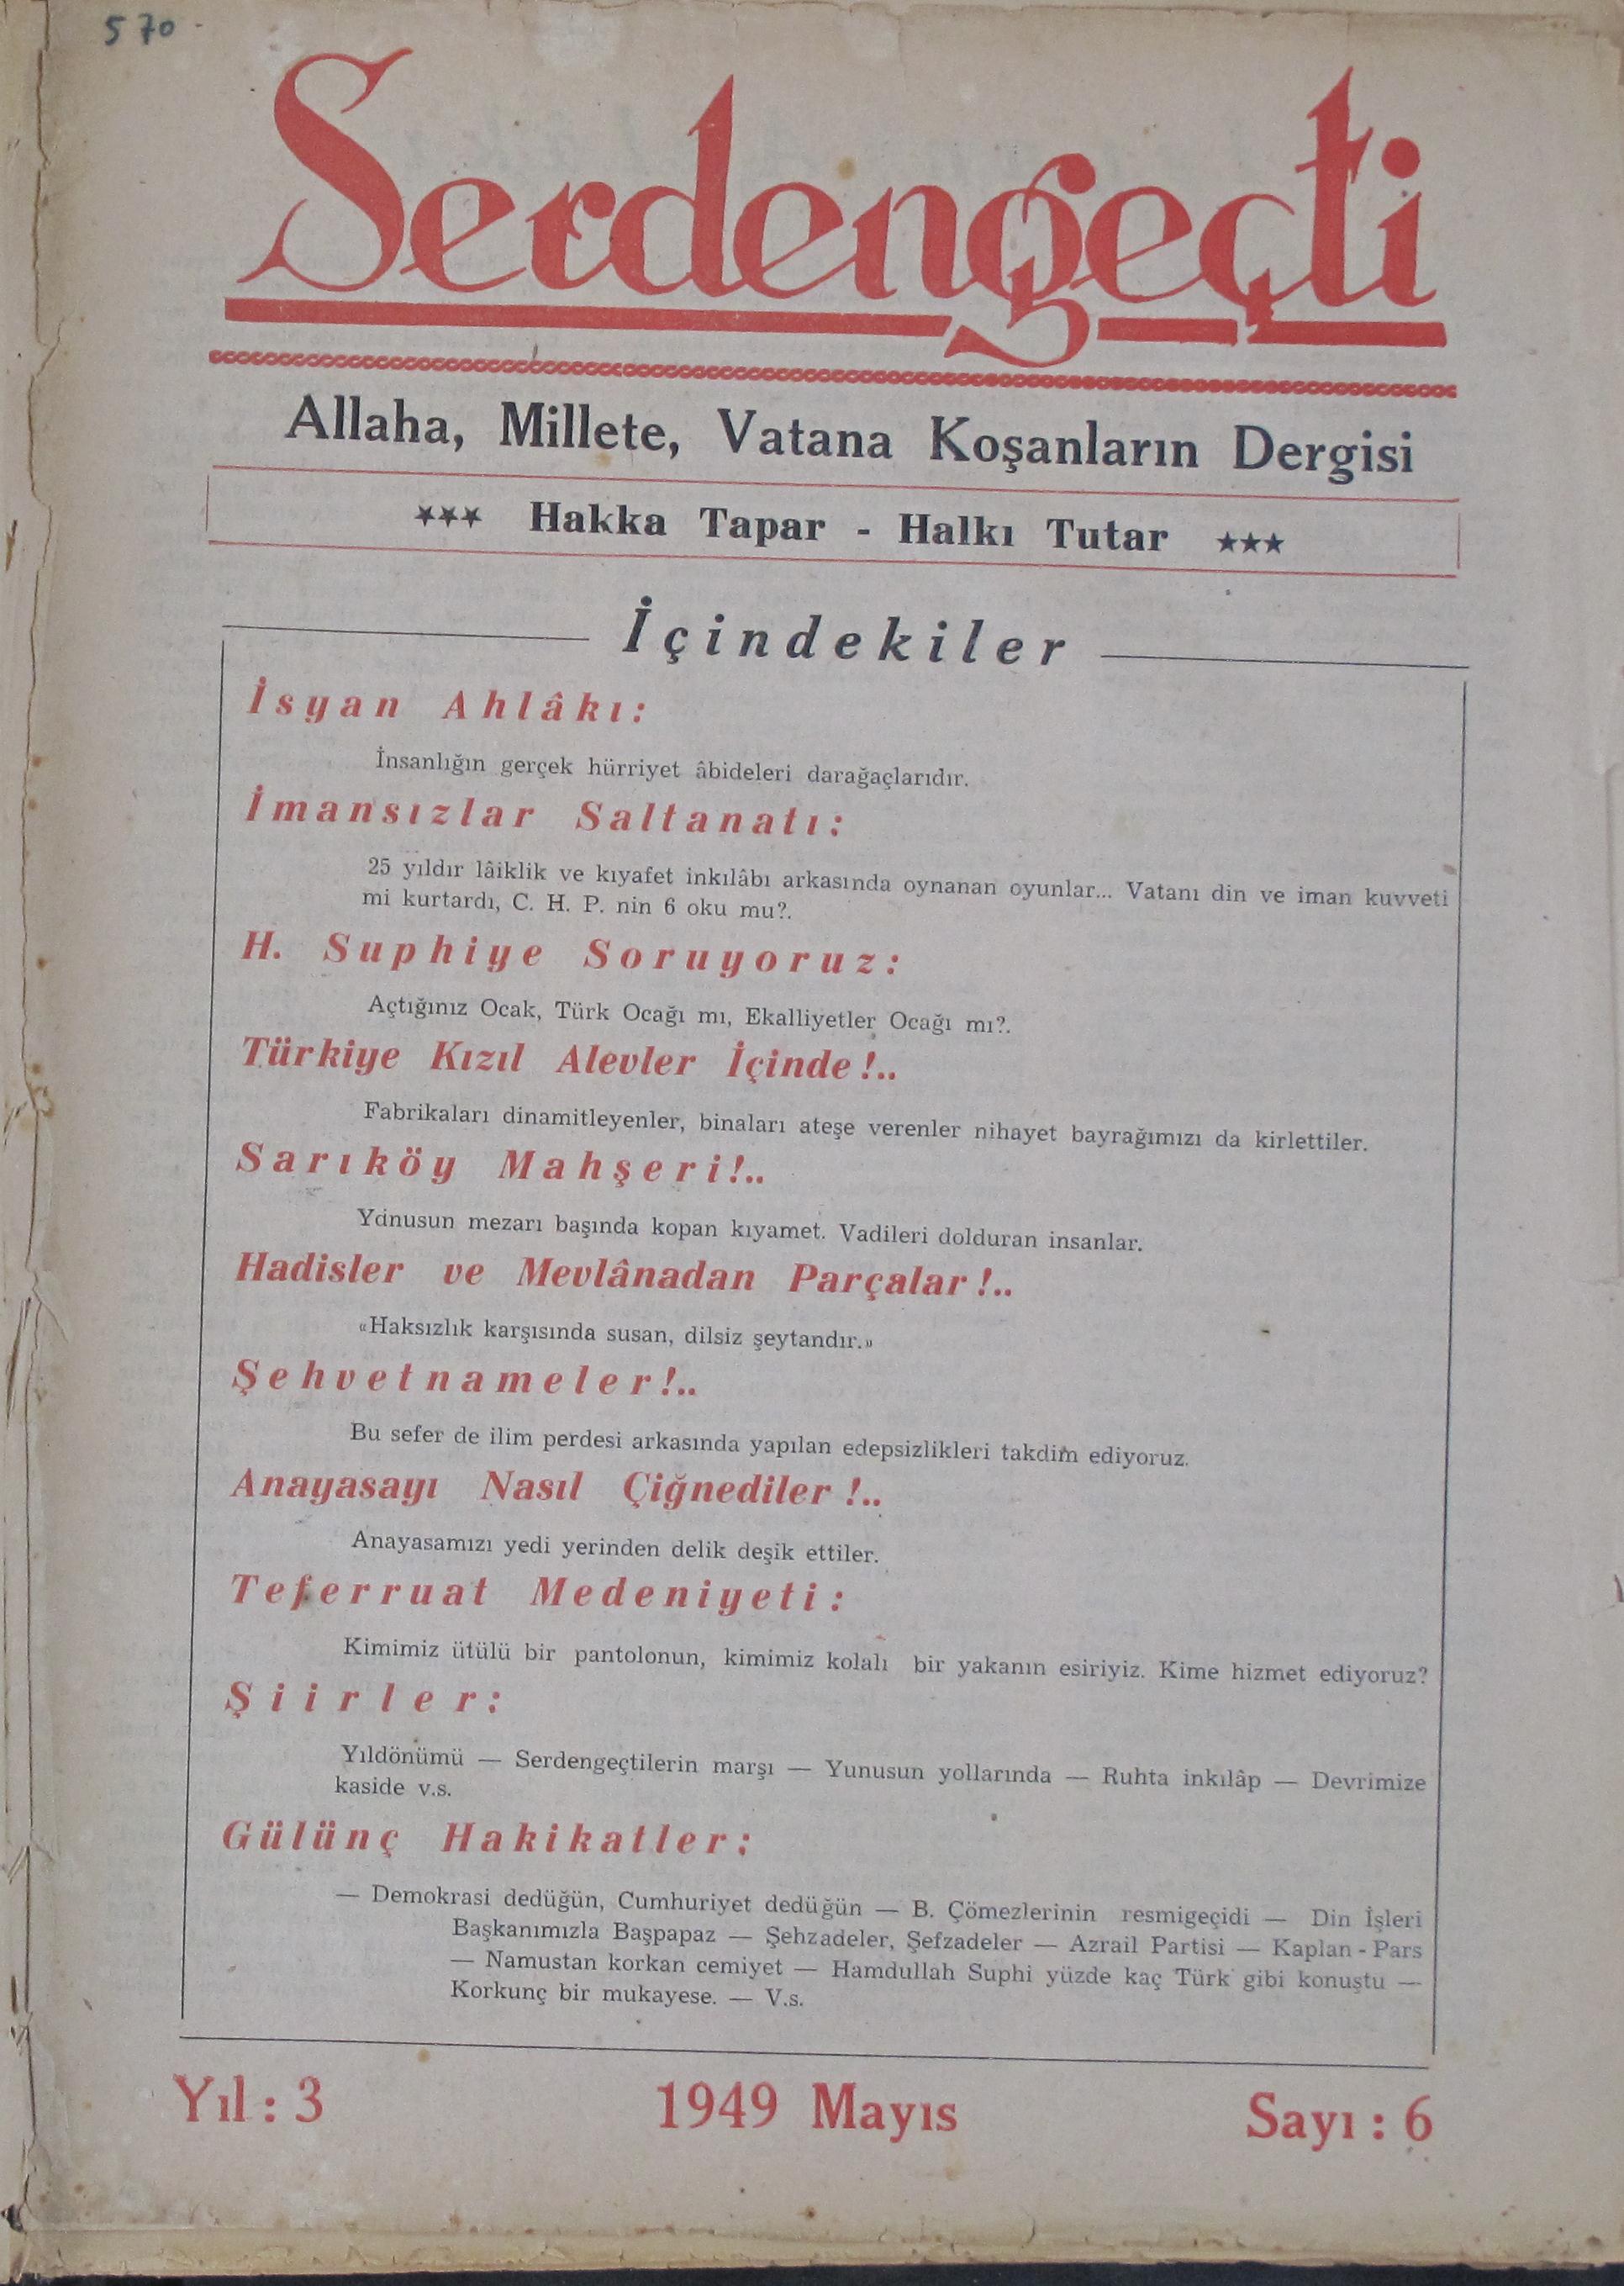 570 -
Serdengeçti
Allaha, Millete, Vatana Koşanların Dergisi
*** Hakka Tapar - Halkı Tutar ***
İçindekiler
İsyan Ahlâkı:
İnsanlığın gerçek hürriyet âbideleri darağaçlarıdır.
İmansızlar Saltanatı:
25 yıldır lâiklik ve kıyafet inkılâbı arkasında oynanan oyunlar... Vatanı din ve iman kuvveti
mi kurtardı, C. H. P. nin 6 oku mu?.
H. Suphiye Soruyoruz:
Açtığınız Ocak, Türk Ocağı mı, Ekalliyetler Ocağı mı?.
Türkiye Kızıl Alevler İçinde!..
Fabrikaları dinamitleyenler, binaları ateşe verenler nihayet bayrağımızı da kirlettiler.
Sarıköy Mahşeri!..
Yunusun mezarı başında kopan kıyamet. Vadileri dolduran insanlar.
Hadisler ve Mevlânadan Parçalar!..
«Haksızlık karşısında susan, dilsiz şeytandır.»
Şehvetnameler!..
Bu sefer de ilim perdesi arkasında yapılan edepsizlikleri takdim ediyoruz.
Anayasayı Nasıl Çiğnediler!..
Anayasamızı yedi yerinden delik deşik ettiler.
Teferruat Medeniyeti:
Kimimiz ütülü bir pantolonun, kimimiz kolalı bir yakanın esiriyiz. Kime hizmet ediyoruz?
Şiirler:
Yıldönümü — Serdengeçtilerin marşı — Yunusun yollarında — Ruhta inkılâp — Devrimize
kaside v.s.
Gülünç Hakikatler:
— Demokrasi dedüğün, Cumhuriyet dedüğün — B. Çömezlerinin resmigeçidi — Din İşleri
Başkanımızla Başpapaz — Şehzadeler, Şefzadeler — Azrail Partisi — Kaplan - Pars
— Namustan korkan cemiyet — Hamdullah Suphi yüzde kaç Türk gibi konuştu —
Korkunç bir mukayese. — V.s.
Yıl: 3 1949 Mayıs Sayı: 6